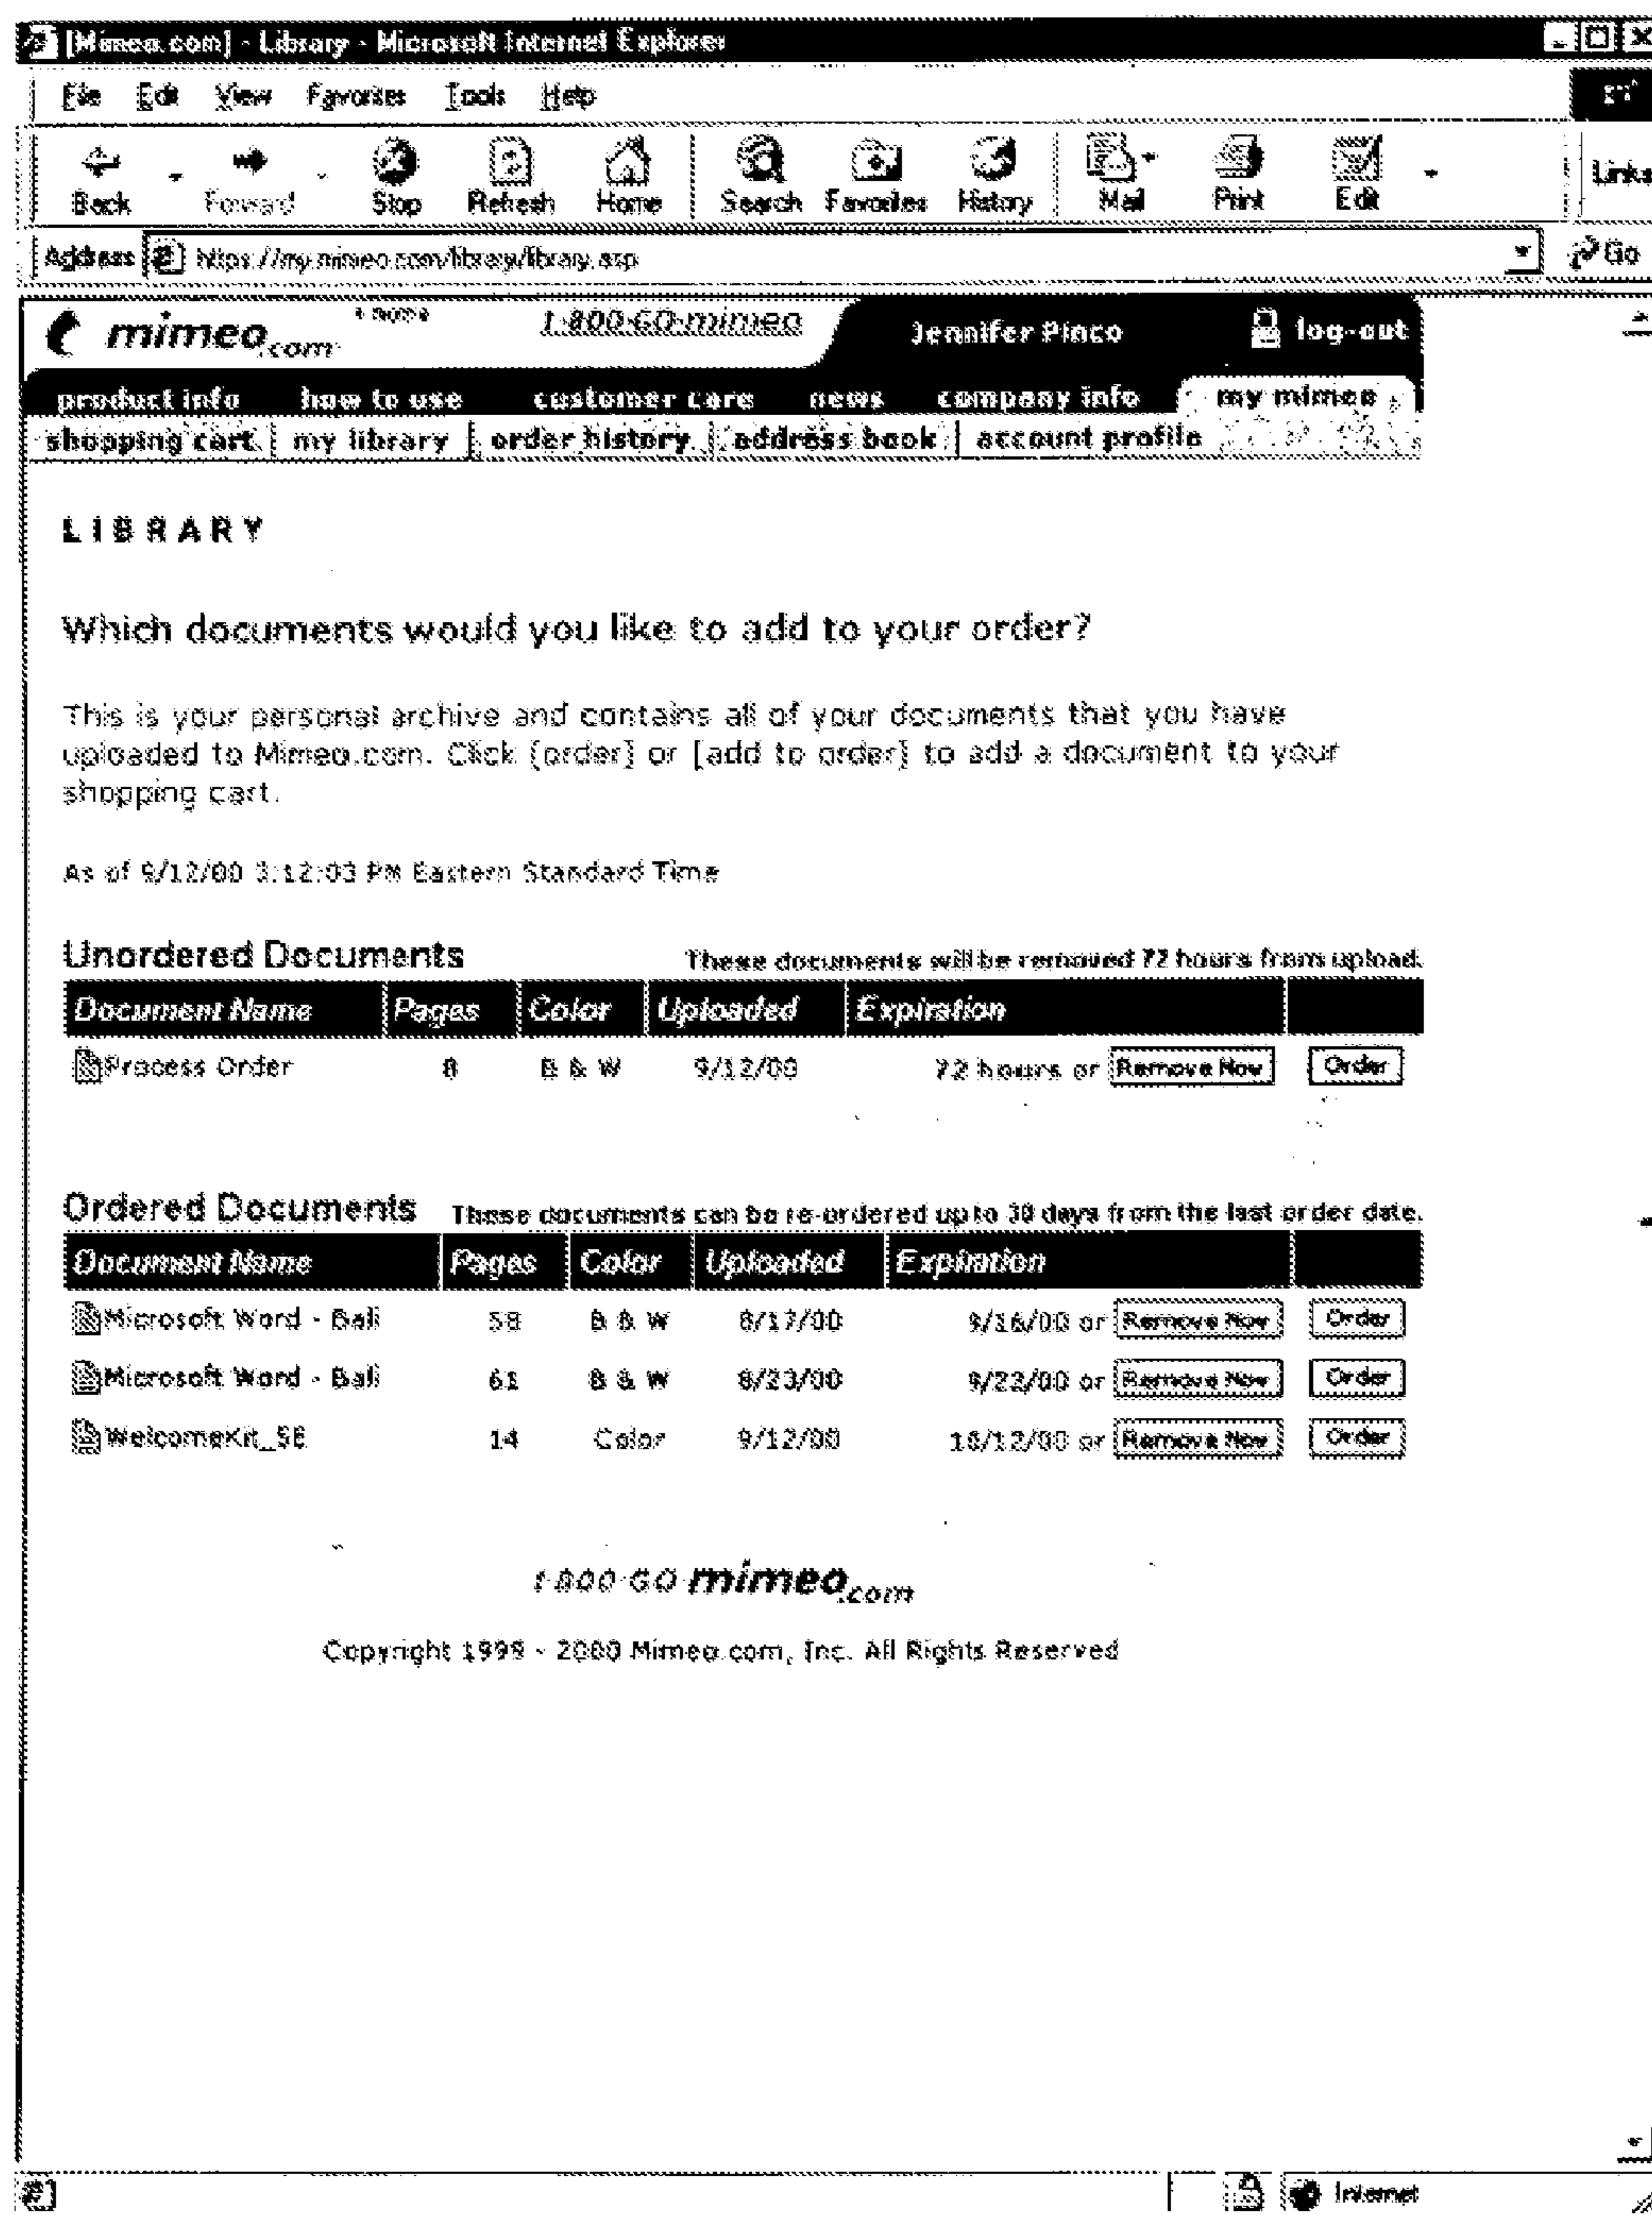 [Mimeo.com] - Library - Microsoft Internet Explorer
File Edit View Favorites Tools Help
Back Forward Stop Refresh Home Search Favorites History Mail Print Edit Links
Address https://my.mimeo.com/library/library.asp Go
mimeo.com home 1-800-GO-mimeo Jennifer Pinco log-out
product info how to use customer care news company info my mimeo
shopping cart | my library | order history | address book | account profile
LIBRARY
Which documents would you like to add to your order?
This is your personal archive and contains all of your documents that you have
uploaded to Mimeo.com. Click [order] or [add to order] to add a document to your
shopping cart.
As of 9/12/00 3:12:03 PM Eastern Standard Time
Unordered Documents These documents will be removed 72 hours from upload.
Document Name Pages Color Uploaded Expiration
Process Order 8 B & W 9/12/00 72 hours or Remove Now Order
Ordered Documents These documents can be re-ordered up to 30 days from the last order date.
Document Name Pages Color Uploaded Expiration
Microsoft Word - Bali 58 B & W 8/17/00 9/16/00 or Remove Now Order
Microsoft Word - Bali 61 B & W 8/23/00 9/22/00 or Remove Now Order
WelcomeKit_SE 14 Color 9/12/00 10/12/00 or Remove Now Order
1-800-GO-mimeo.com
Copyright 1999 - 2000 Mimeo.com, Inc. All Rights Reserved
Internet